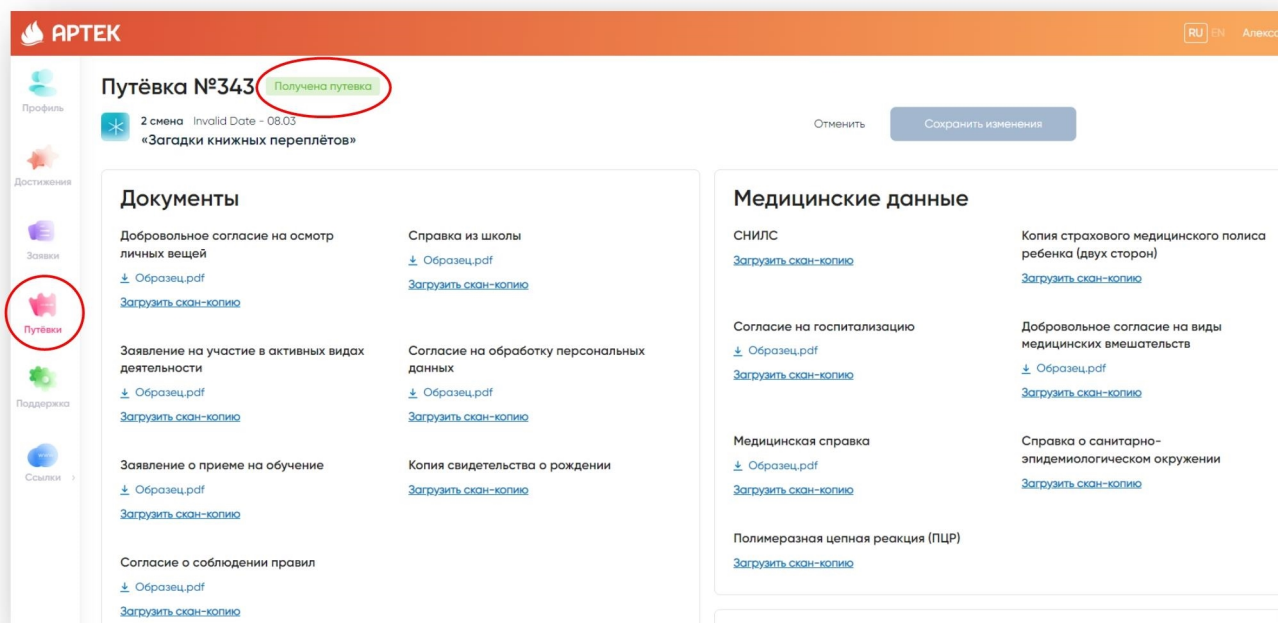 АРТЕК
RU EN
Профиль
Достижения
Заявки
Путёвки
Поддержка
Ссылки
Путёвка №343 Получена путевка
2 смена Invalid Date - 08.03
«Загадки книжных переплётов»
Отменить
Сохранить изменения
Документы
Добровольное согласие на осмотр
личных вещей
Образец.pdf
Загрузить скан-копию
Справка из школы
Образец.pdf
Загрузить скан-копию
Заявление на участие в активных видах
деятельности
Образец.pdf
Загрузить скан-копию
Согласие на обработку персональных
данных
Образец.pdf
Загрузить скан-копию
Заявление о приеме на обучение
Образец.pdf
Загрузить скан-копию
Копия свидетельства о рождении
Загрузить скан-копию
Согласие о соблюдении правил
Образец.pdf
Загрузить скан-копию
Медицинские данные
СНИЛС
Загрузить скан-копию
Копия страхового медицинского полиса
ребенка (двух сторон)
Загрузить скан-копию
Согласие на госпитализацию
Образец.pdf
Загрузить скан-копию
Добровольное согласие на виды
медицинских вмешательств
Образец.pdf
Загрузить скан-копию
Медицинская справка
Образец.pdf
Загрузить скан-копию
Справка о санитарно-
эпидемиологическом окружении
Загрузить скан-копию
Полимеразная цепная реакция (ПЦР)
Загрузить скан-копию